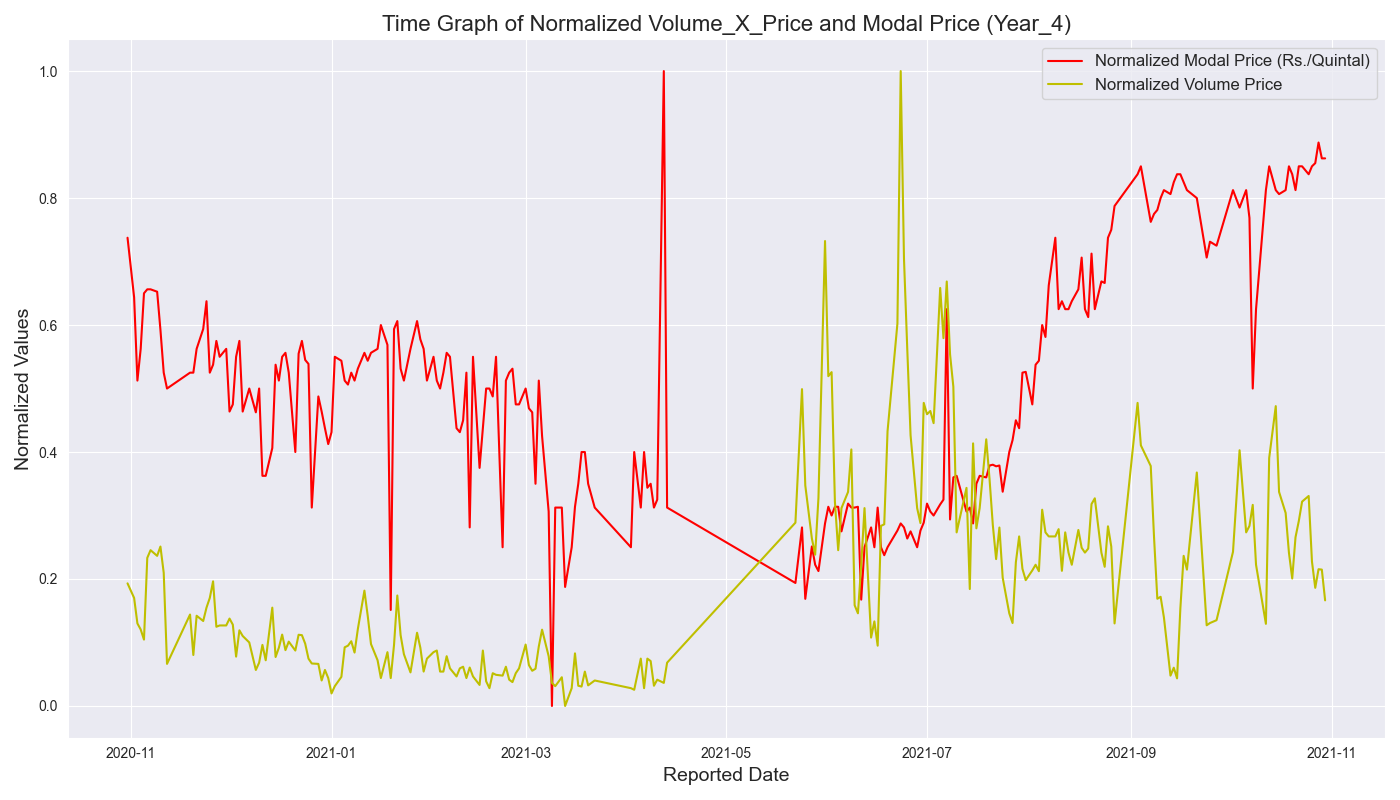 Time Graph of Normalized Volume_X_Price and Modal Price (Year_4)
Normalized Modal Price (Rs./Quintal)
Normalized Volume Price
Normalized Values
1.0
0.8
0.6
0.4
0.2
0.0
2020-11
2021-01
2021-03
2021-05
2021-07
2021-09
2021-11
Reported Date